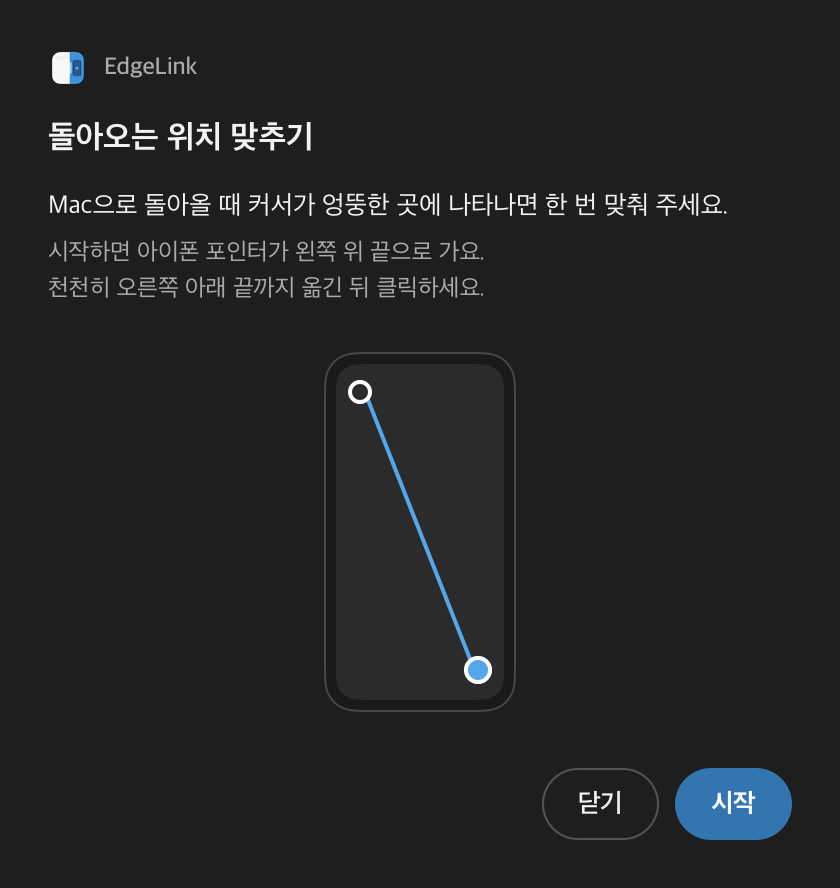 EdgeLink
돌아오는 위치 맞추기
Mac으로 돌아올 때 커서가 엉뚱한 곳에 나타나면 한 번 맞춰 주세요.
시작하면 아이폰 포인터가 왼쪽 위 끝으로 가요.
천천히 오른쪽 아래 끝까지 옮긴 뒤 클릭하세요.
닫기
시작